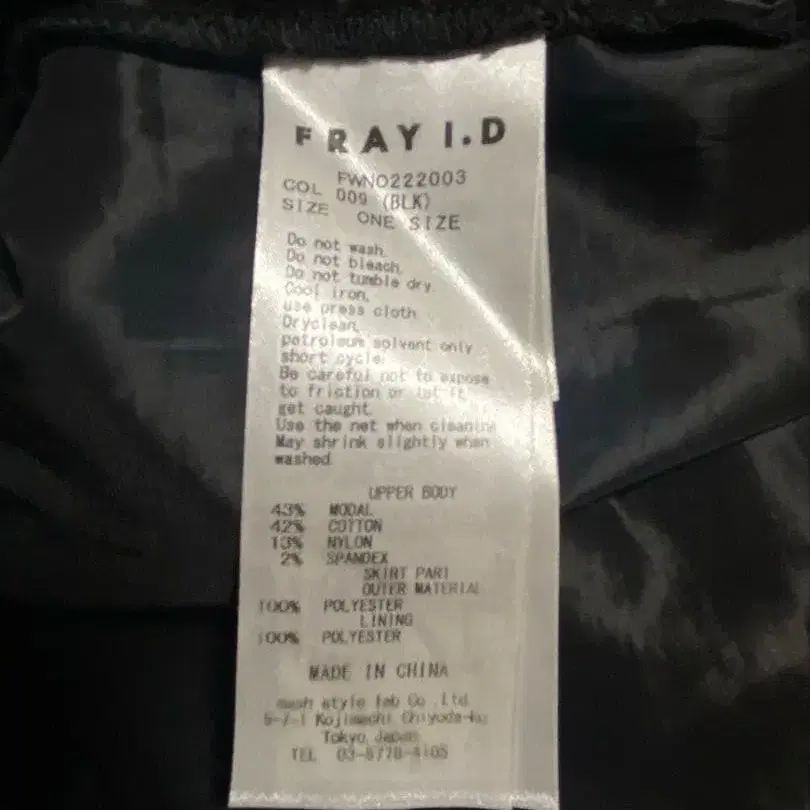 FRAY I.D
FWNO222003
COL 009 (BLK)
SIZE ONE SIZE
Do not wash.
Do not bleach.
Do not tumble dry.
Cool iron,
use press cloth.
Dryclean,
petroleum solvent only
short cycle.
Be careful not to expose
to friction or let it
get caught.
Use the net when cleaning
May shrink slightly when
washed.
UPPER BODY
43% MODAL
42% COTTON
13% NYLON
2% SPANDEX
SKIRT PART
OUTER MATERIAL
100% POLYESTER
LINING
100% POLYESTER
MADE IN CHINA
mash style lab Co.,Ltd.
5-7-1 Kojimachi Chiyoda-ku
Tokyo Japan
TEL 03-6778-4105